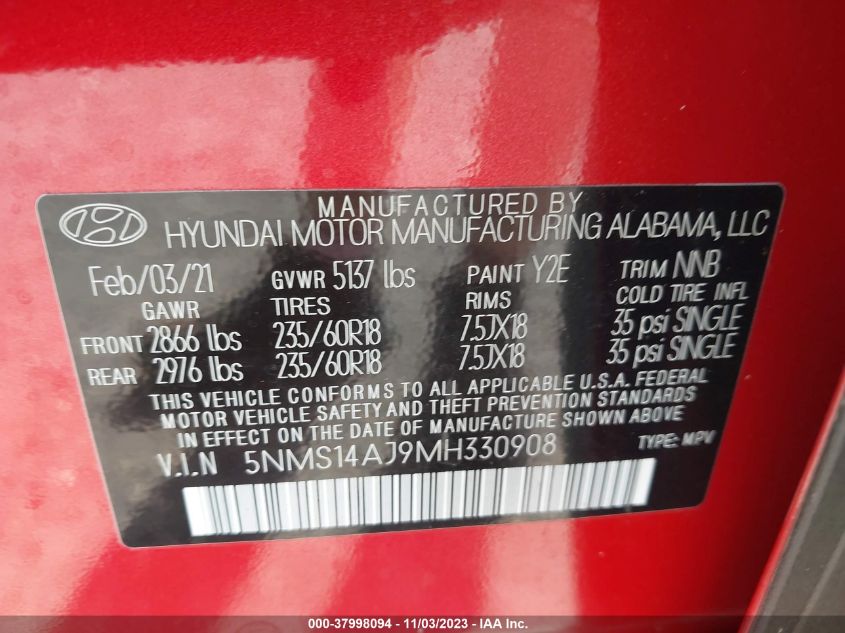 MANUFACTURED BY
HYUNDAI MOTOR MANUFACTURING ALABAMA, LLC
Feb/03/21 GVWR 5137 lbs PAINT Y2E TRIM NNB
GAWR TIRES RIMS COLD TIRE INFL
FRONT 2866 lbs 235/60R18 7.5JX18 35 psi SINGLE
REAR 2976 lbs 235/60R18 7.5JX18 35 psi SINGLE
THIS VEHICLE CONFORMS TO ALL APPLICABLE U.S.A. FEDERAL
MOTOR VEHICLE SAFETY AND THEFT PREVENTION STANDARDS
IN EFFECT ON THE DATE OF MANUFACTURE SHOWN ABOVE
V.I.N 5NMS14AJ9MH330908 TYPE: MPV
000-37998094 - 11/03/2023 - IAA Inc.